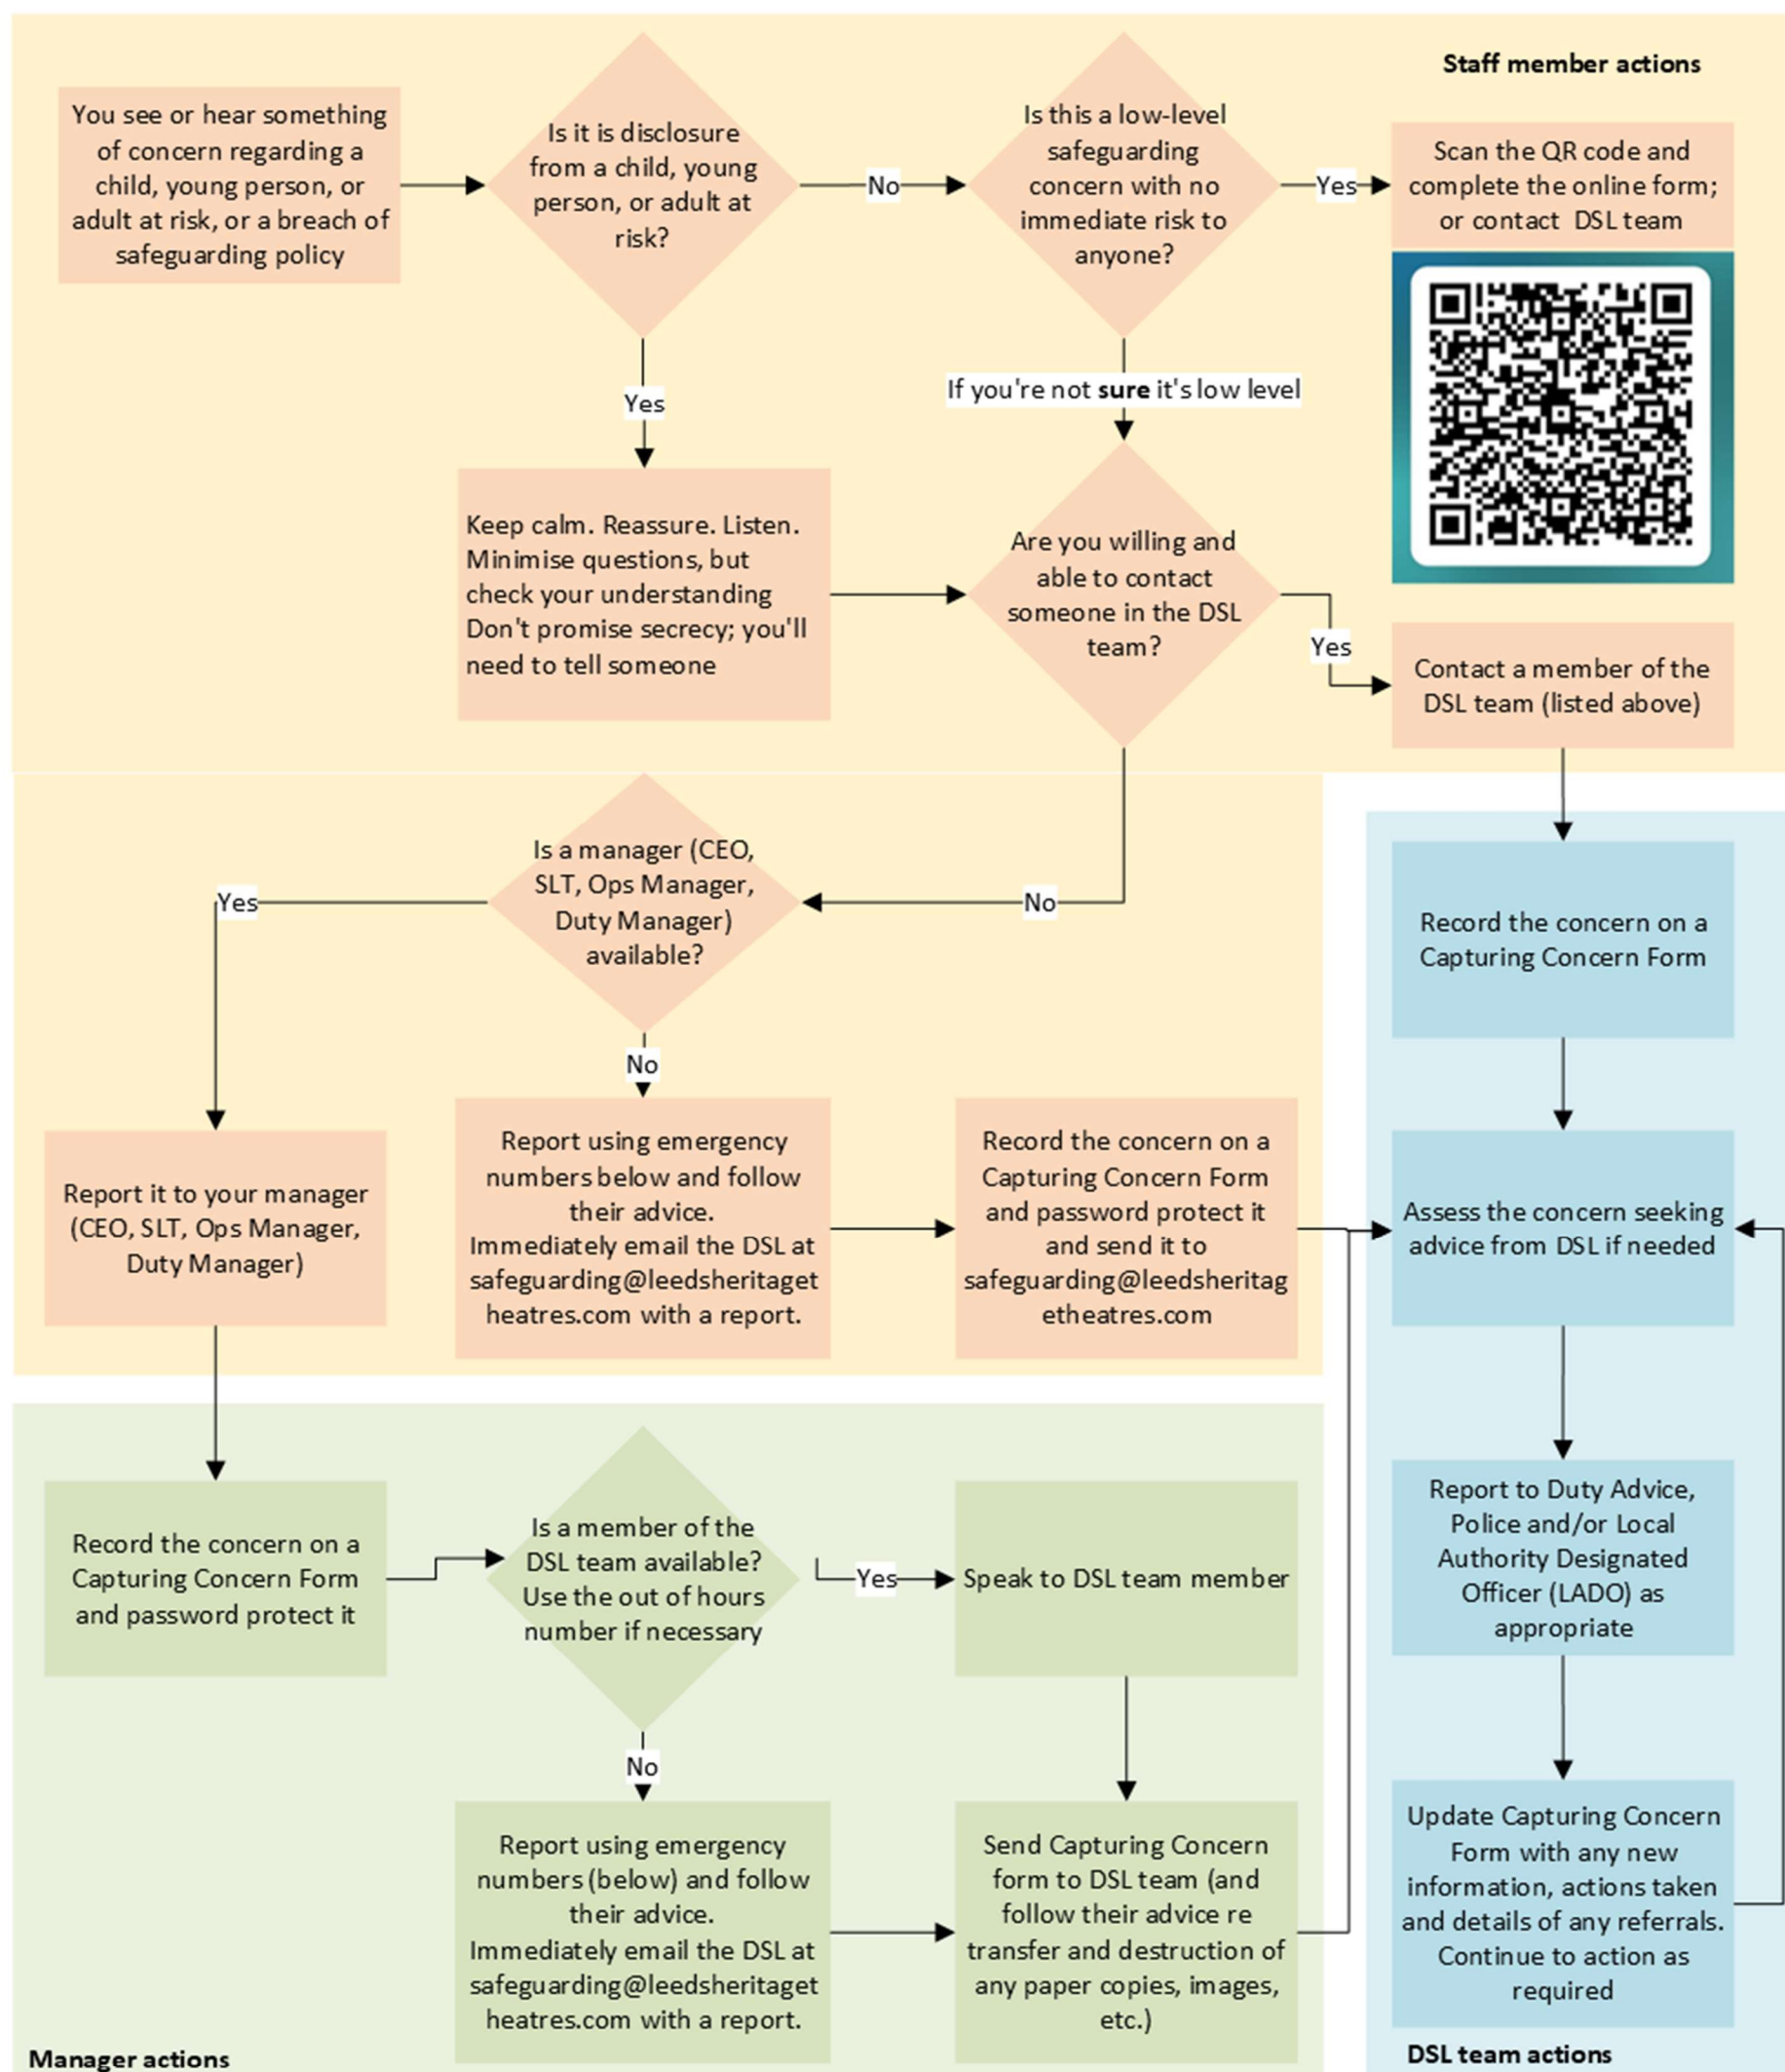 Staff member actions
You see or hear something
of concern regarding a
child, young person, or
adult at risk, or a breach of
safeguarding policy
Is it is disclosure
from a child, young
person, or adult at
risk?
No
Is this a low-level
safeguarding
concern with no
immediate risk to
anyone?
Yes
Scan the QR code and
complete the online form;
or contact DSL team
Yes
If you're not sure it's low level
Keep calm. Reassure. Listen.
Minimise questions, but
check your understanding
Don't promise secrecy; you'll
need to tell someone
Are you willing and
able to contact
someone in the DSL
team?
Yes
Contact a member of the
DSL team (listed above)
Is a manager (CEO,
SLT, Ops Manager,
Duty Manager)
available?
Yes
No
No
Record the concern on a
Capturing Concern Form
Report it to your manager
(CEO, SLT, Ops Manager,
Duty Manager)
Report using emergency
numbers below and follow
their advice.
Immediately email the DSL at
safeguarding@leedsheritaget
heatres.com with a report.
Record the concern on a
Capturing Concern Form
and password protect it
and send it to
safeguarding@leedsheritag
etheatres.com
Assess the concern seeking
advice from DSL if needed
Record the concern on a
Capturing Concern Form
and password protect it
Is a member of the
DSL team available?
Use the out of hours
number if necessary
Yes
Speak to DSL team member
Report to Duty Advice,
Police and/or Local
Authority Designated
Officer (LADO) as
appropriate
No
Report using emergency
numbers (below) and follow
their advice.
Immediately email the DSL at
safeguarding@leedsheritaget
heatres.com with a report.
Send Capturing Concern
form to DSL team (and
follow their advice re
transfer and destruction of
any paper copies, images,
etc.)
Update Capturing Concern
Form with any new
information, actions taken
and details of any referrals.
Continue to action as
required
Manager actions
DSL team actions